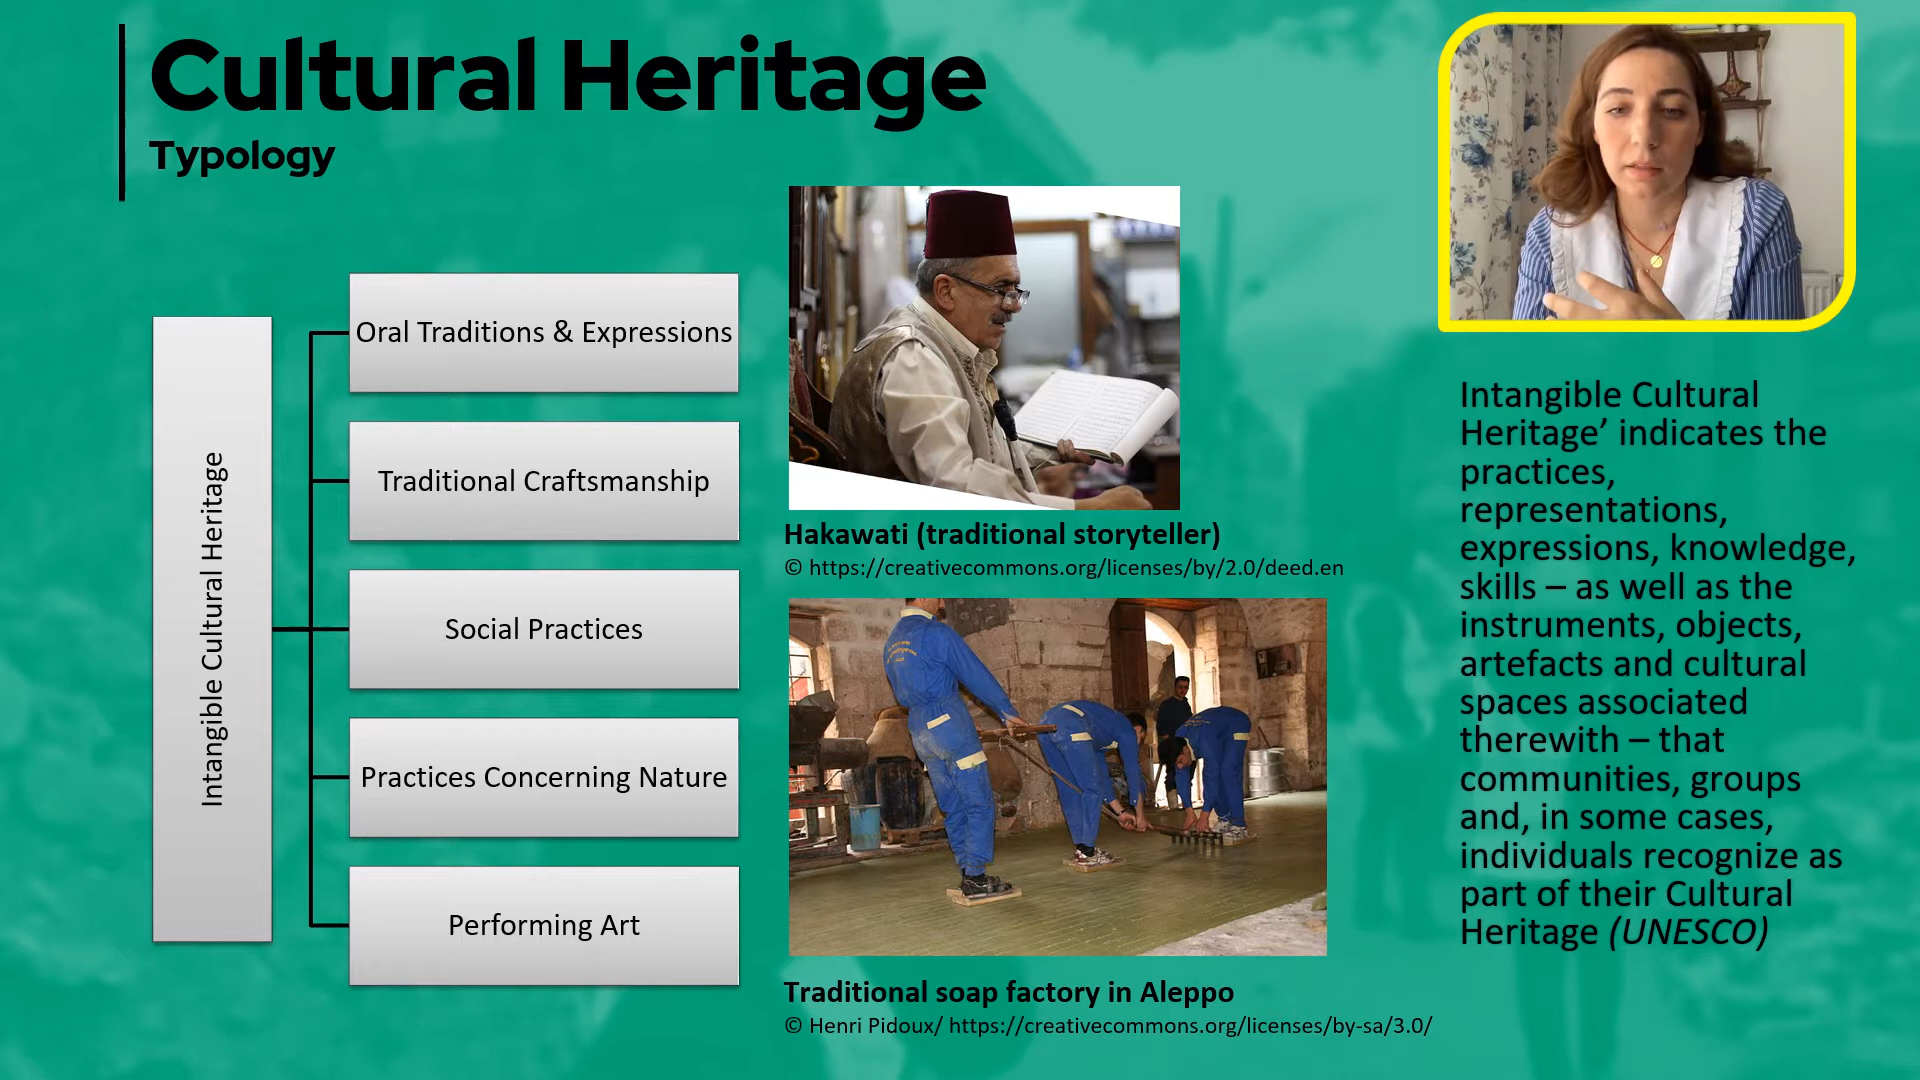 Cultural Heritage
Typology
Intangible Cultural Heritage
Oral Traditions & Expressions
Traditional Craftsmanship
Social Practices
Practices Concerning Nature
Performing Art
Hakawati (traditional storyteller)
© https://creativecommons.org/licenses/by/2.0/deed.en
Traditional soap factory in Aleppo
© Henri Pidoux/ https://creativecommons.org/licenses/by-sa/3.0/
Intangible Cultural
Heritage’ indicates the
practices,
representations,
expressions, knowledge,
skills – as well as the
instruments, objects,
artefacts and cultural
spaces associated
therewith – that
communities, groups
and, in some cases,
individuals recognize as
part of their Cultural
Heritage (UNESCO)